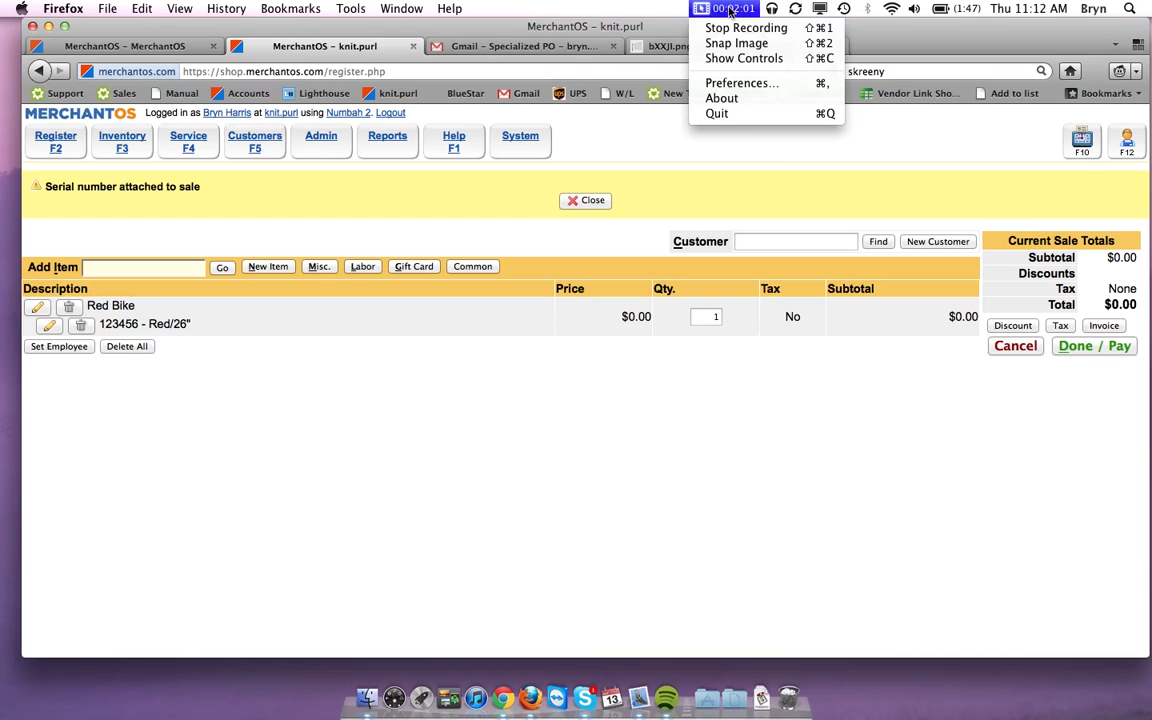 Firefox File Edit View History Bookmarks Tools Window Help 00:02:01 (1:47) Thu 11:12 AM Bryn
Stop Recording ⇧⌘1
Snap Image ⇧⌘2
Show Controls ⇧⌘C
Preferences... ⌘,
About
Quit ⌘Q
MerchantOS – knit.purl
MerchantOS – MerchantOS
MerchantOS – knit.purl
Gmail – Specialized PO – bryn....
bXXJI.png
merchantos.com https://shop.merchantos.com/register.php
skreeny
Support Sales Manual Accounts Lighthouse knit.purl BlueStar Gmail UPS W/L New T Vendor Link Sho... Add to list Bookmarks
MERCHANTOS Logged in as Bryn Harris at knit.purl using Numbah 2. Logout
Register F2
Inventory F3
Service F4
Customers F5
Admin
Reports
Help F1
System
F10
F12
Serial number attached to sale
Close
Customer Find New Customer
Current Sale Totals
Subtotal $0.00
Discounts
Tax None
Total $0.00
Discount Tax Invoice
Cancel Done / Pay
Add Item Go New Item Misc. Labor Gift Card Common
Description Price Qty. Tax Subtotal
Red Bike
123456 - Red/26"
$0.00 1 No $0.00
Set Employee Delete All
13